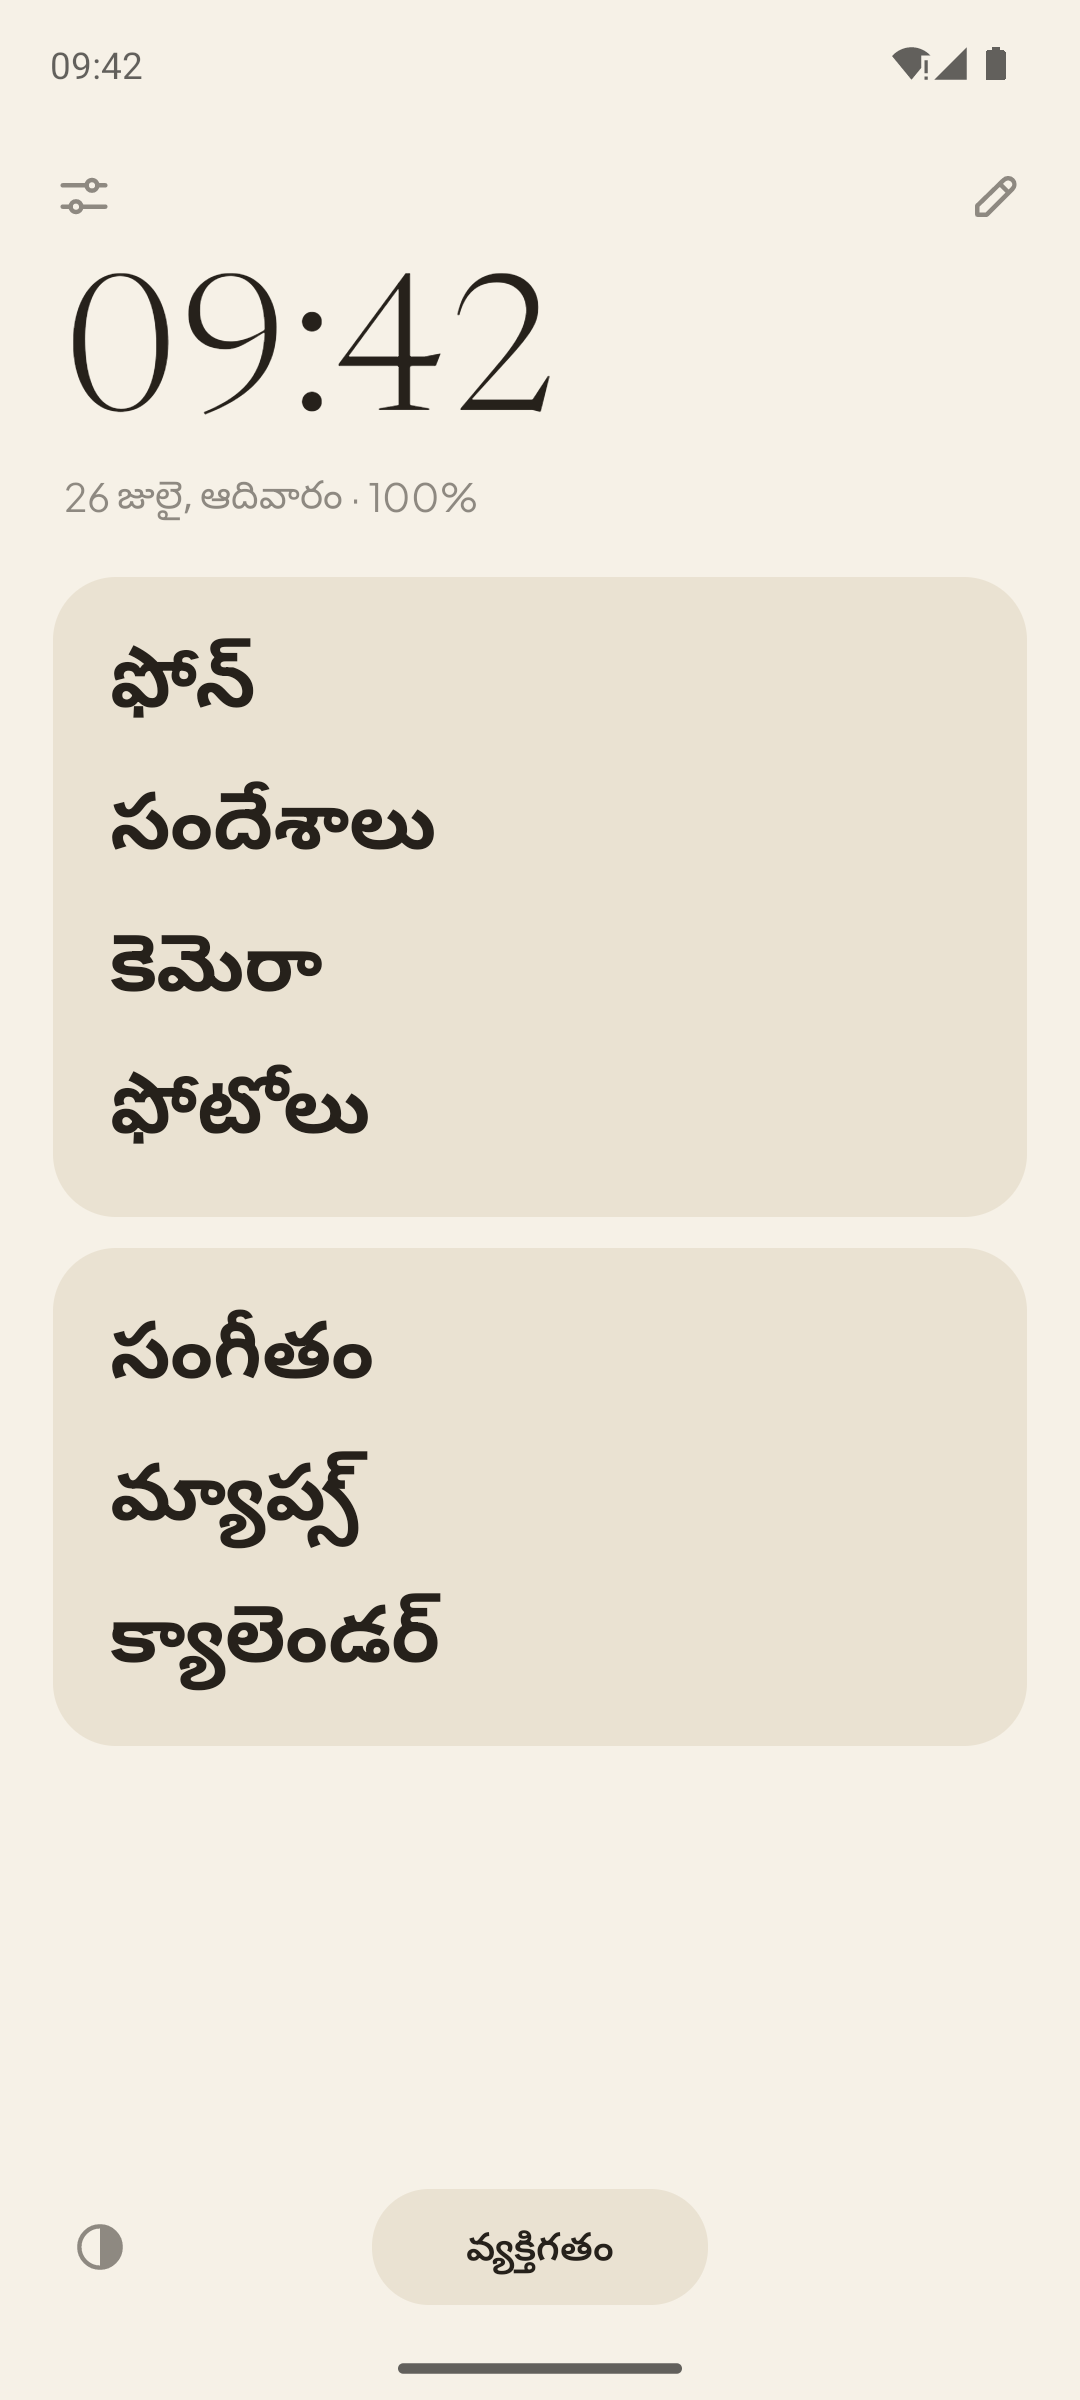 09:42
09:42
26 జులై, ఆదివారం · 100%
ఫోన్
సందేశాలు
కెమెరా
ఫోటోలు
సంగీతం
మ్యాప్స్
క్యాలెండర్
వ్యక్తిగతం